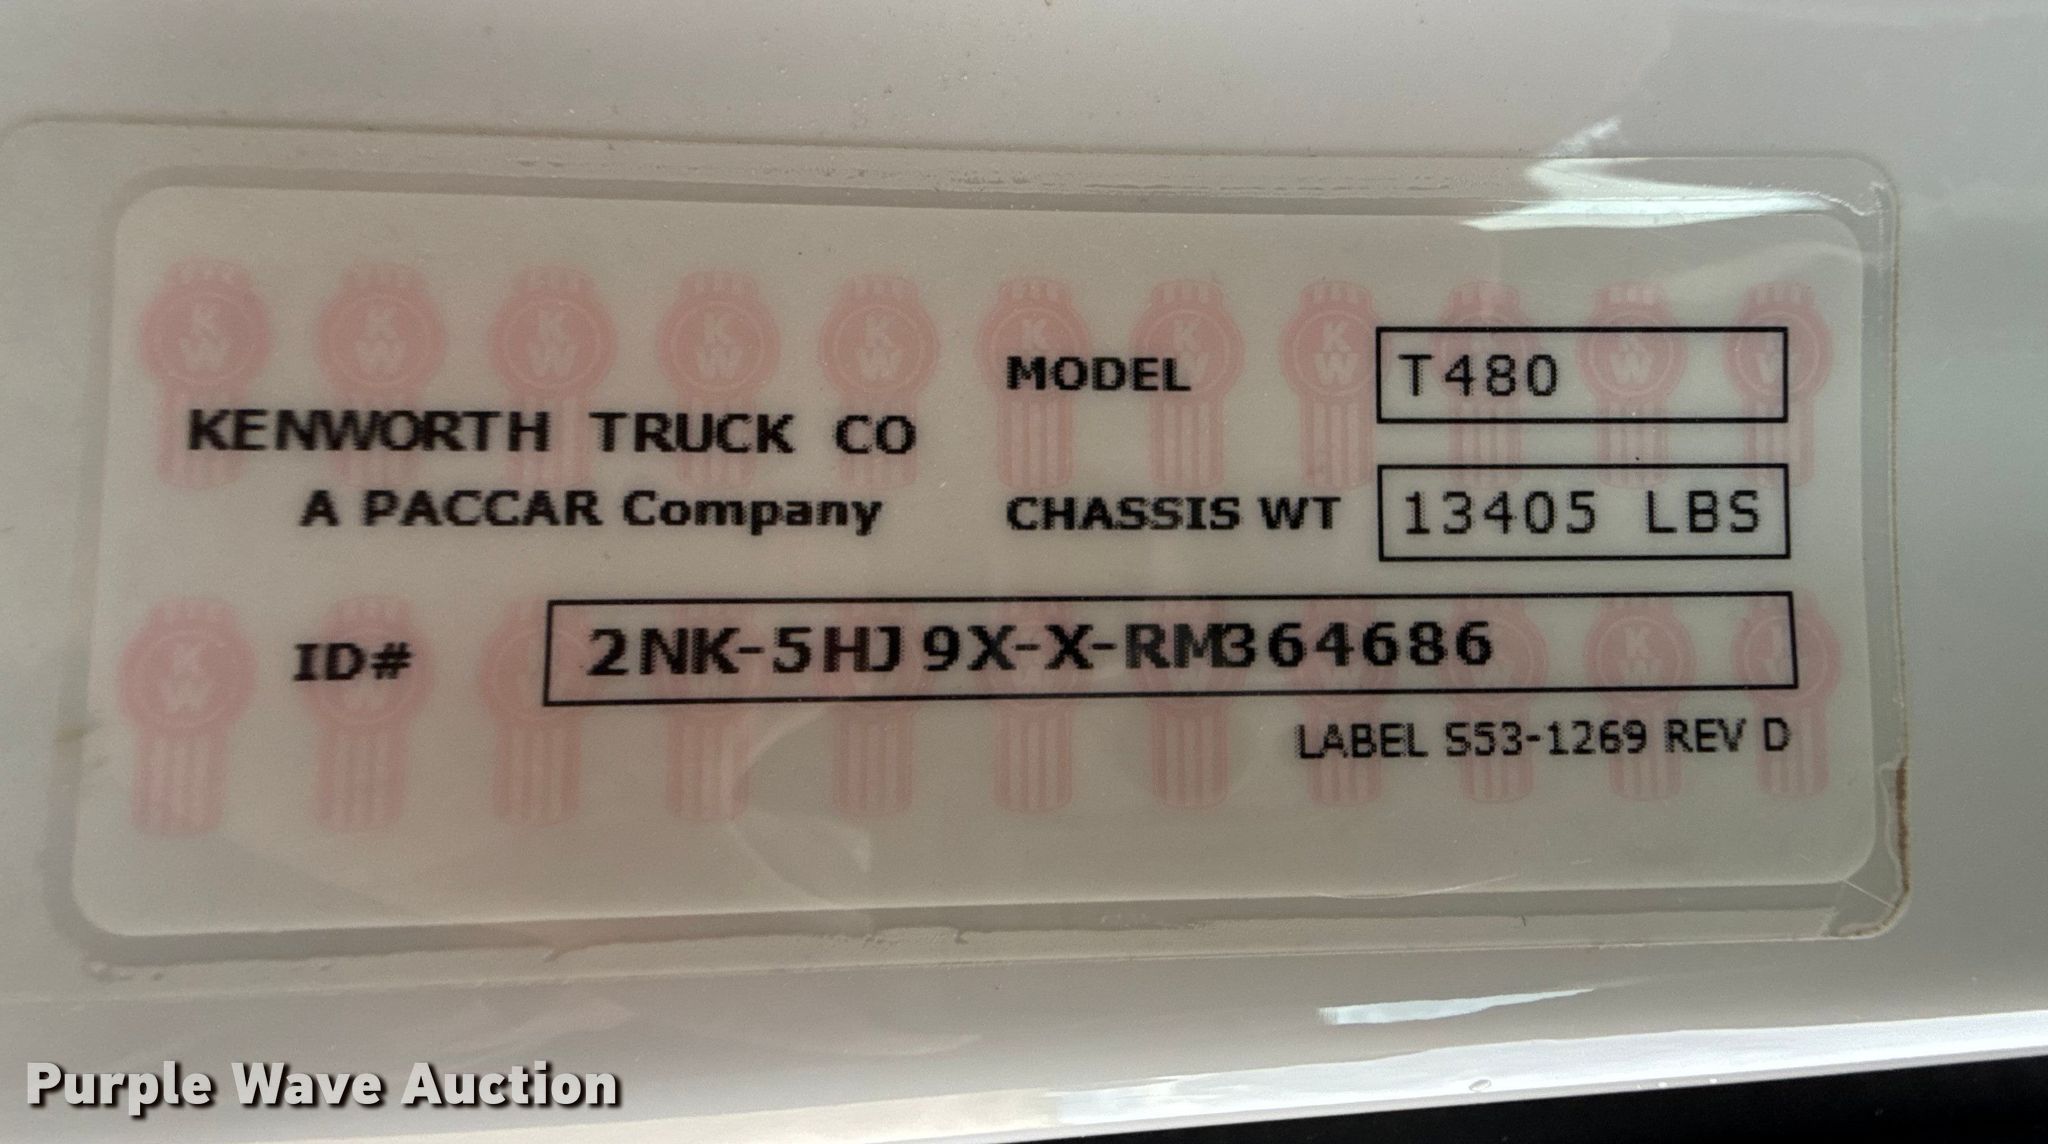 KENWORTH TRUCK CO
A PACCAR Company
MODEL T480
CHASSIS WT 13405 LBS
ID# 2NK-5HJ9X-X-RM364686
LABEL S53-1269 REV D
Purple Wave Auction